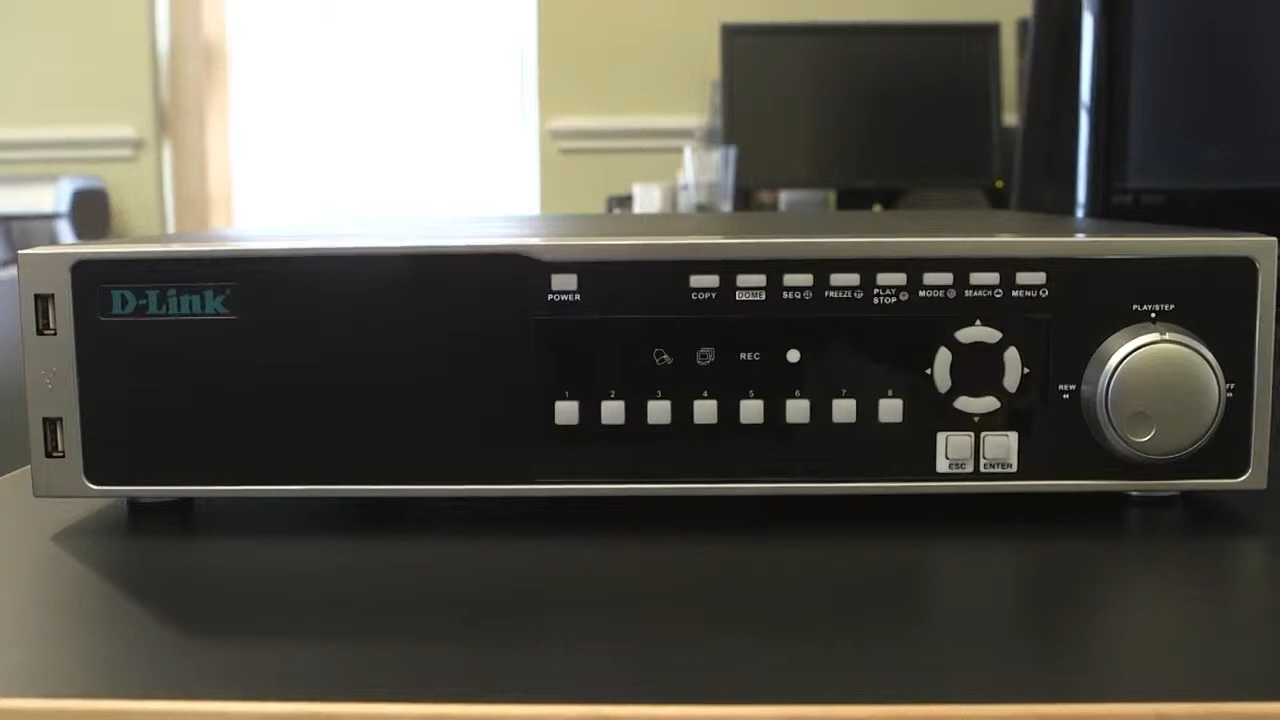 D-Link
POWER
COPY
DOME
SEQ
FREEZE
PLAY
STOP
MODE
SEARCH
MENU
PLAY/STEP
REC
REW
FF
1 2 3 4 5 6 7 8
ESC
ENTER